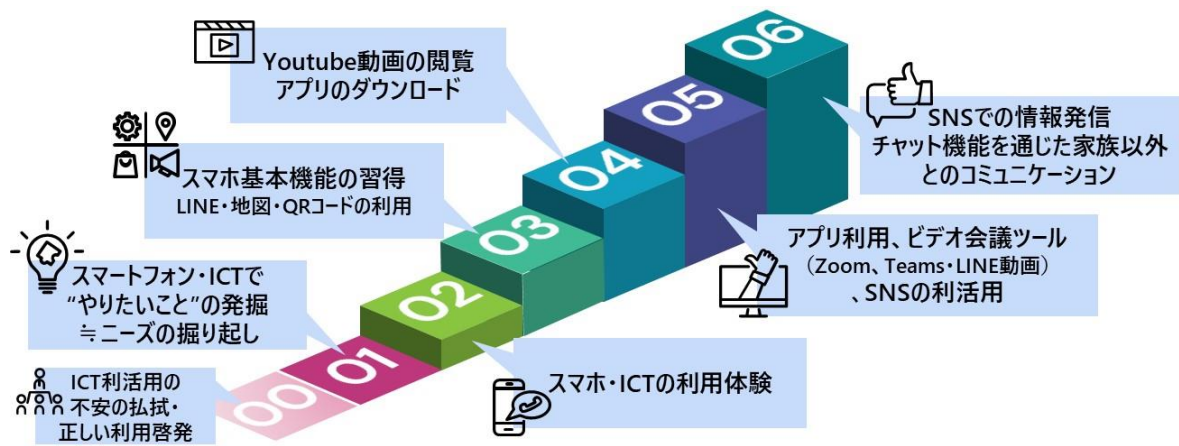 00
ICT利活用の
不安の払拭・
正しい利用啓発
01
スマートフォン・ICTで
“やりたいこと”の発掘
≒ニーズの掘り起し
02
スマホ・ICTの利用体験
03
スマホ基本機能の習得
LINE・地図・QRコードの利用
04
Youtube動画の閲覧
アプリのダウンロード
05
アプリ利用、ビデオ会議ツール
（Zoom、Teams・LINE動画）
、SNSの利活用
06
SNSでの情報発信
チャット機能を通じた家族以外
とのコミュニケーション